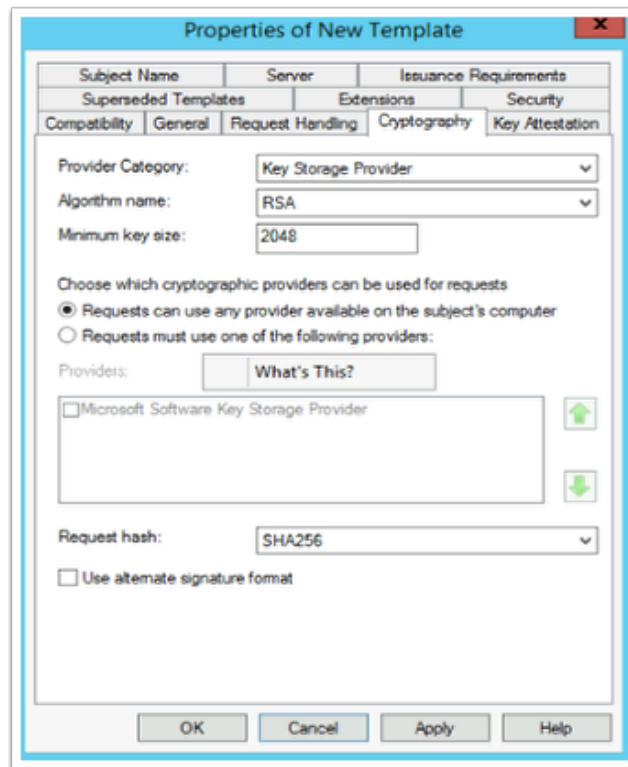 Properties of New Template
x
Subject Name Server Issuance Requirements
Superseded Templates Extensions Security
Compatibility General Request Handling Cryptography Key Attestation
Provider Category: Key Storage Provider
Algorithm name: RSA
Minimum key size: 2048
Choose which cryptographic providers can be used for requests
Requests can use any provider available on the subject's computer
Requests must use one of the following providers:
Providers: What's This?
Microsoft Software Key Storage Provider
Request hash: SHA256
Use alternate signature format
OK Cancel Apply Help